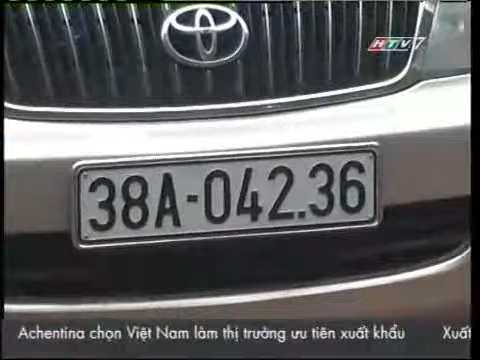 HTV7
38A-042.36
Achentina chọn Việt Nam làm thị trường ưu tiên xuất khẩu Xuất